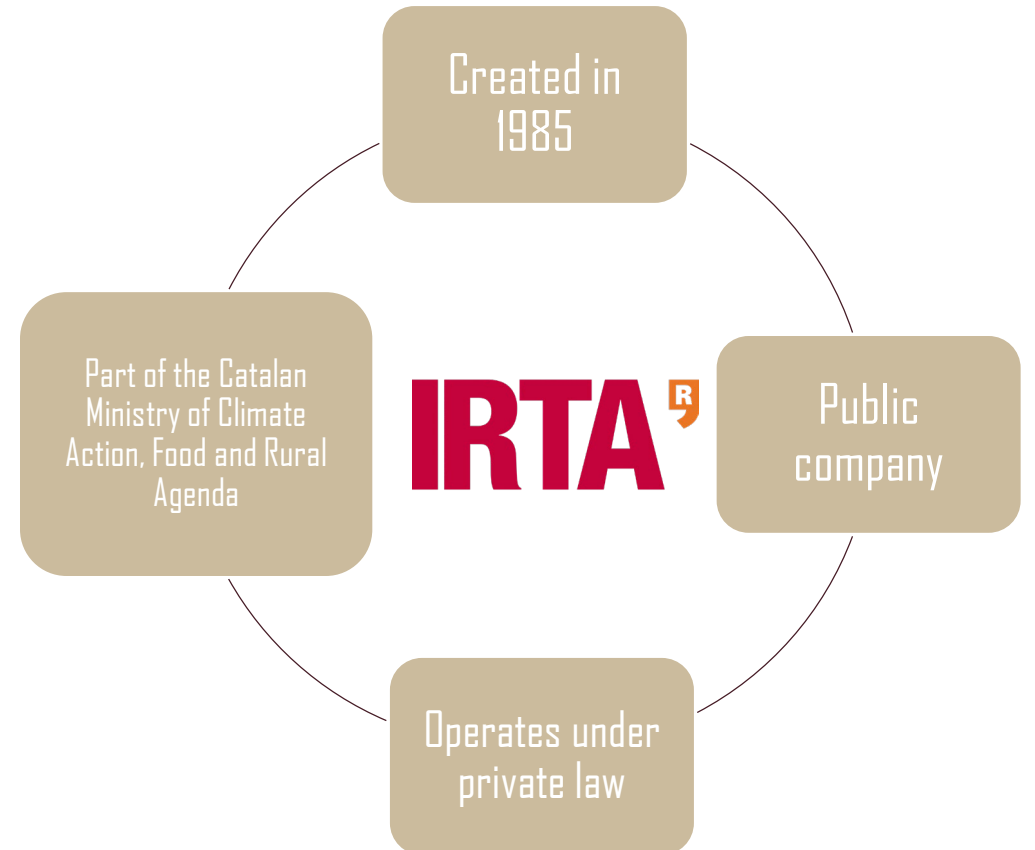 Created in
1985
Part of the Catalan
Ministry of Climate
Action, Food and Rural
Agenda
IRTA
R
Public
company
Operates under
private law